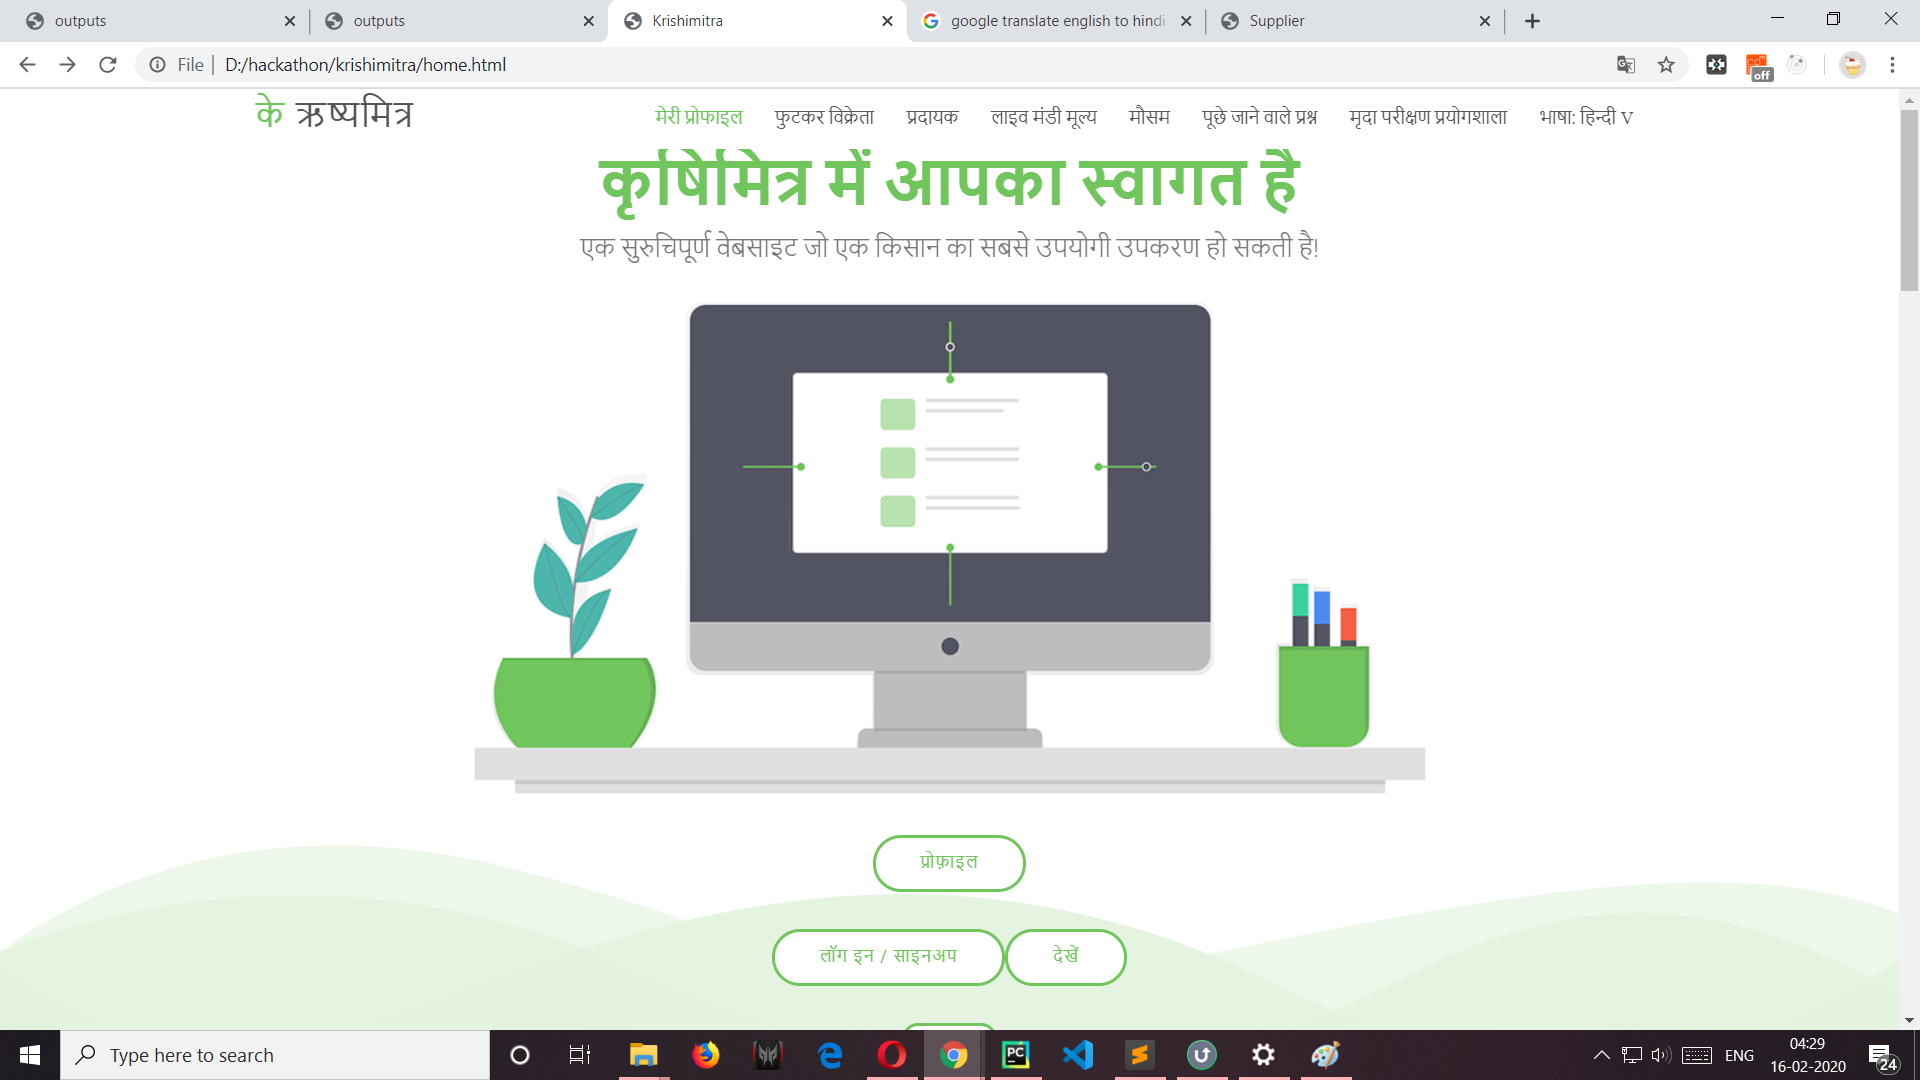 outputs
outputs
Krishimitra
google translate english to hindi
Supplier
File
D:/hackathon/krishimitra/home.html
off
के ऋष्यमित्र
मेरी प्रोफाइल
फुटकर विक्रेता
प्रदायक
लाइव मंडी मूल्य
मौसम
पूछे जाने वाले प्रश्न
मृदा परीक्षण प्रयोगशाला
भाषा: हिन्दी V
कृषिमित्र में आपका स्वागत है
एक सुरुचिपूर्ण वेबसाइट जो एक किसान का सबसे उपयोगी उपकरण हो सकती है!
प्रोफ़ाइल
लॉग इन / साइनअप
देखें
Type here to search
PC
ENG
04:29
16-02-2020
24